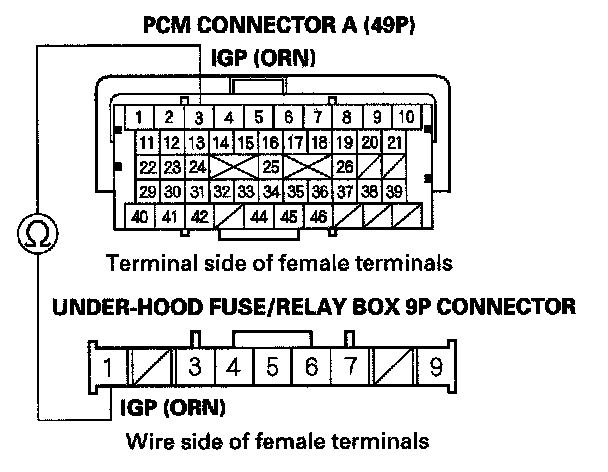 PCM CONNECTOR A (49P)
IGP (ORN)
1 2 3 4 5 6 7 8 9 10
11 12 13 14 15 16 17 18 19 20 21
22 23 24 25 26
29 30 31 32 33 34 35 36 37 38 39
40 41 42 44 45 46
Ω
Terminal side of female terminals
UNDER-HOOD FUSE/RELAY BOX 9P CONNECTOR
1 3 4 5 6 7 9
IGP (ORN)
Wire side of female terminals